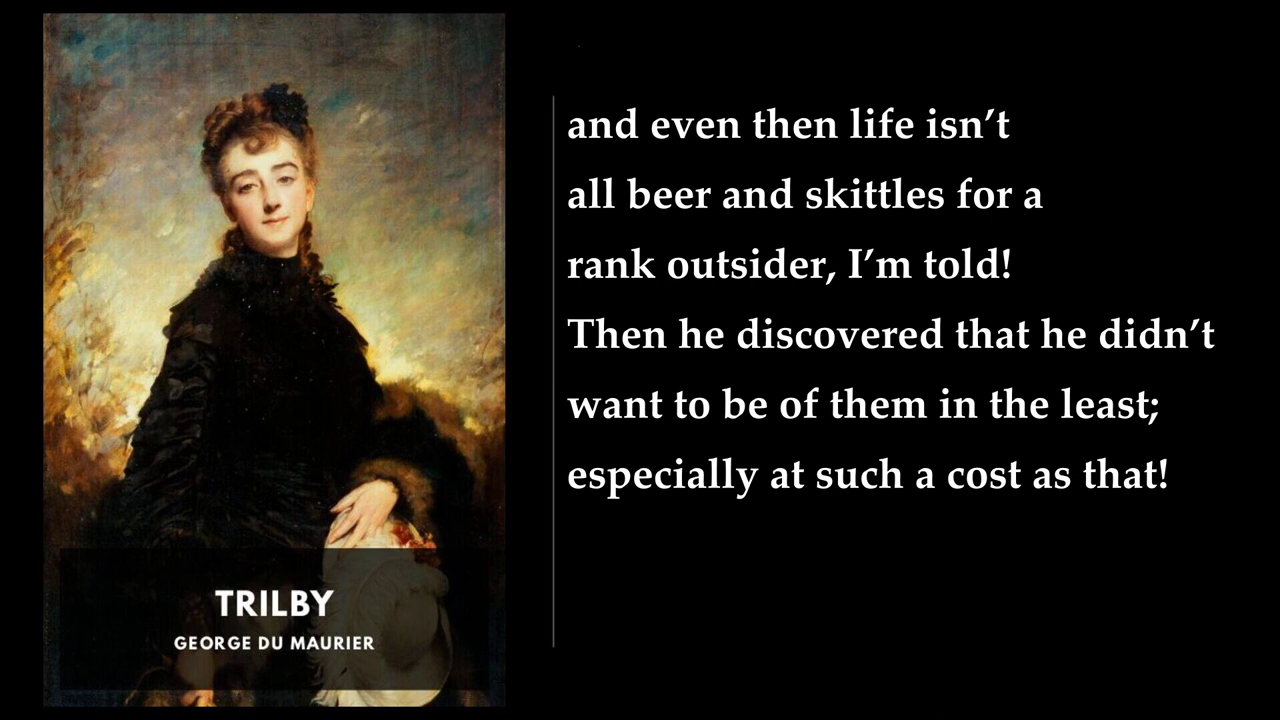 and even then life isn’t
all beer and skittles for a
rank outsider, I’m told!
Then he discovered that he didn’t
want to be of them in the least;
especially at such a cost as that!
TRILBY
GEORGE DU MAURIER